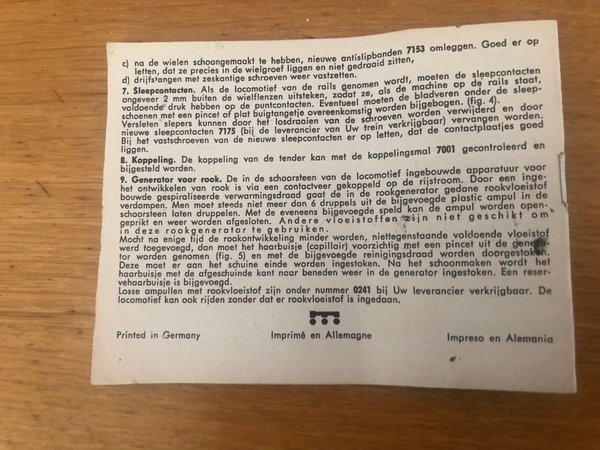 c) na de wielen schoongemaakt te hebben, nieuwe antislipbanden 7153 omleggen. Goed er op
letten, dat ze precies in de wielgroef liggen en niet gedraaid zitten,
d) drijfstangen met zeskantige schroeven weer vastzetten.
7. Sleepcontacten. Als de locomotief van de rails genomen wordt, moeten de sleepcontacten
ongeveer 2 mm buiten de wielflenzen uitsteken, zodat ze, als de machine op de rails staat,
voldoende druk hebben op de puntcontacten. Eventueel moeten de bladveren onder de sleep-
schoenen met een pincet of plat buigtangetje overeenkomstig worden bijgebogen. (fig. 4).
Versleten slepers kunnen door het losdraaien van de schroeven worden verwijderd en door
nieuwe sleepcontacten 7175 (bij de leverancier van Uw trein verkrijgbaar) vervangen worden.
Bij het vastschroeven van de nieuwe sleepcontacten er op letten, dat de contactplaatjes goed
liggen.
8. Koppeling. De koppeling van de tender kan met de koppelingsmal 7001 gecontroleerd en
bijgesteld worden.
9. Generator voor rook. De in de schoorsteen van de locomotief ingebouwde apparatuur voor
het ontwikkelen van rook is via een contactveer gekoppeld op de rijstroom. Door een inge-
bouwde gespiraliseerde verwarmingsdraad gaat de in de rookgenerator gedane rookvloeistof
verdampen. Men moet steeds niet meer dan 6 druppels uit de bijgevoegde plastic ampul in de
schoorsteen laten druppelen. Met de eveneens bijgevoegde speld kan de ampul worden open-
geprikt en weer worden afgesloten. Andere vloeistoffen zijn niet geschikt om
in deze rookgenerator te gebruiken.
Mocht na enige tijd de rookontwikkeling minder worden, niettegenstaande voldoende vloeistof
werd toegevoegd, dan moet het haarbuisje (capillair) voorzichtig met een pincet uit de genera-
tor worden genomen (fig. 5) en met de bijgevoegde reinigingsdraad worden doorgestoken.
Deze moet er aan het schuine einde worden ingestoken. Na het schoonmaken wordt het
haarbuisje met de afgeschuinde kant naar beneden weer in de generator ingestoken. Een reser-
vehaarbuisje is bijgevoegd.
Losse ampullen met rookvloeistof zijn onder nummer 0241 bij Uw leverancier verkrijgbaar. De
locomotief kan ook rijden zonder dat er rookvloeistof is ingedaan.
Printed in Germany Imprimé en Allemagne Impreso en Alemania